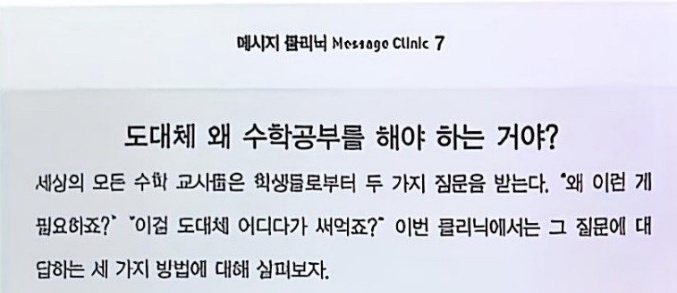 메시지 클리닉 Message Clinic 7
도대체 왜 수학공부를 해야 하는 거야?
세상의 모든 수학 교사들은 학생들로부터 두 가지 질문을 받는다. "왜 이런 게
필요하죠?" "이걸 도대체 어디다가 써먹죠?" 이번 클리닉에서는 그 질문에 대
답하는 세 가지 방법에 대해 살펴보자.